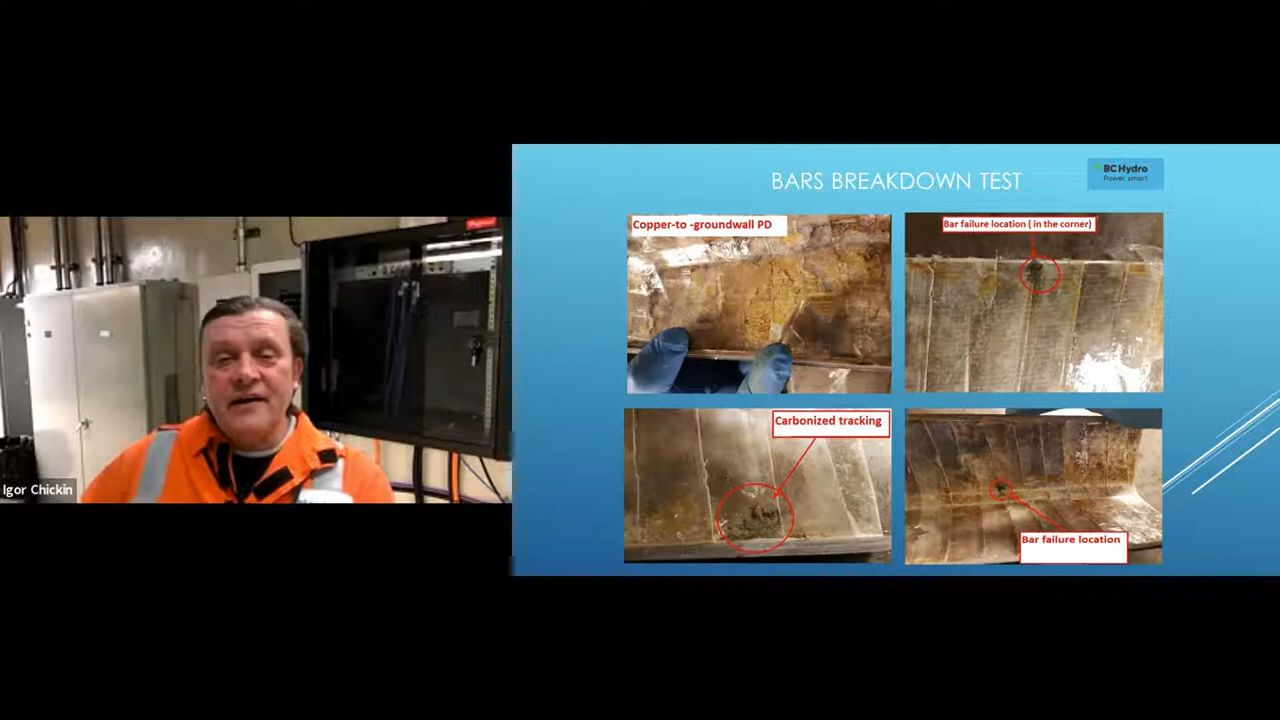 Igor Chickin
BARS BREAKDOWN TEST
BC Hydro
Power smart
Copper-to -groundwall PD
Bar failure location ( in the corner)
Carbonized tracking
Bar failure location